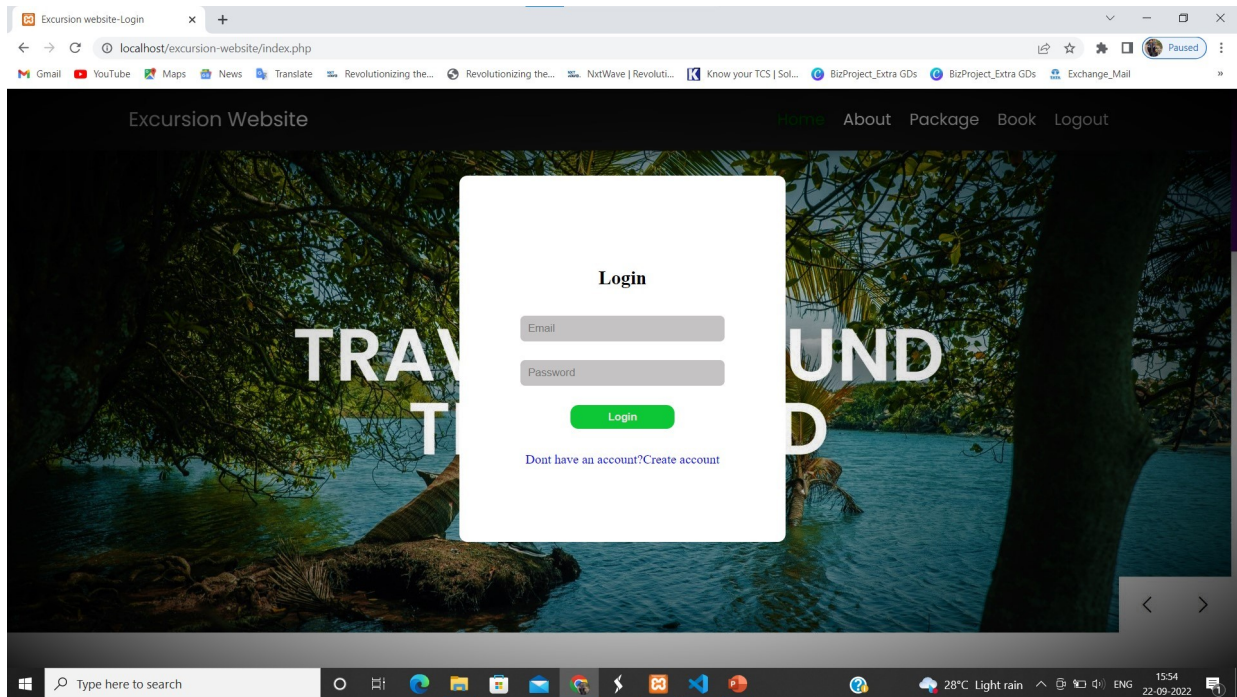 Excursion website-Login
localhost/excursion-website/index.php
Paused
Gmail YouTube Maps News Translate Revolutionizing the... Revolutionizing the... NxtWave | Revoluti... Know your TCS | Sol... BizProject_Extra GDs BizProject_Extra GDs Exchange_Mail
Excursion Website Home About Package Book Logout
Login
Email
TRAV UND
Password
Login
T D
Dont have an account?Create account
Type here to search
28°C Light rain ENG 15:54
22-09-2022